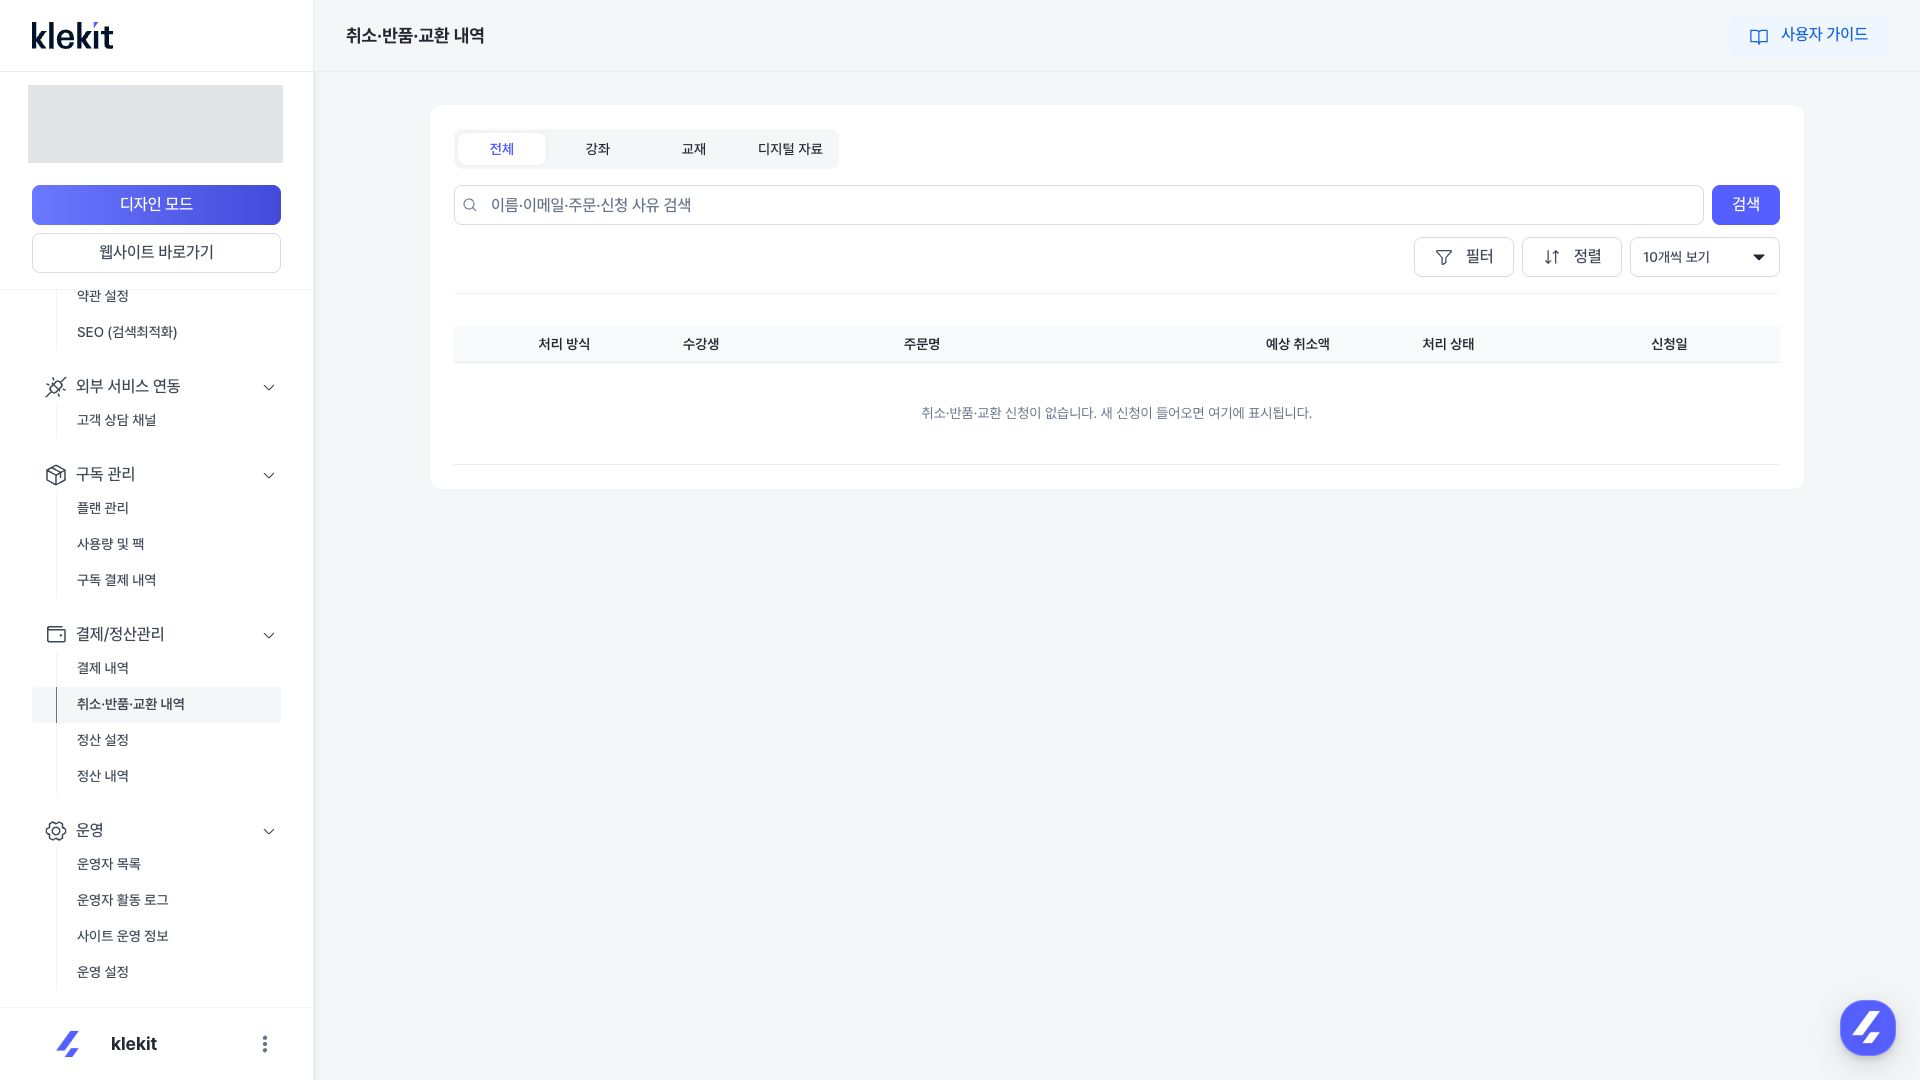 klekit
취소·반품·교환 내역
사용자 가이드
디자인 모드
웹사이트 바로가기
약관 설정
SEO (검색최적화)
외부 서비스 연동
고객 상담 채널
구독 관리
플랜 관리
사용량 및 팩
구독 결제 내역
결제/정산관리
결제 내역
취소·반품·교환 내역
정산 설정
정산 내역
운영
운영자 목록
운영자 활동 로그
사이트 운영 정보
운영 설정
klekit
전체 강좌 교재 디지털 자료
이름·이메일·주문·신청 사유 검색 검색
필터 정렬 10개씩 보기
처리 방식 수강생 주문명 예상 취소액 처리 상태 신청일
취소·반품·교환 신청이 없습니다. 새 신청이 들어오면 여기에 표시됩니다.